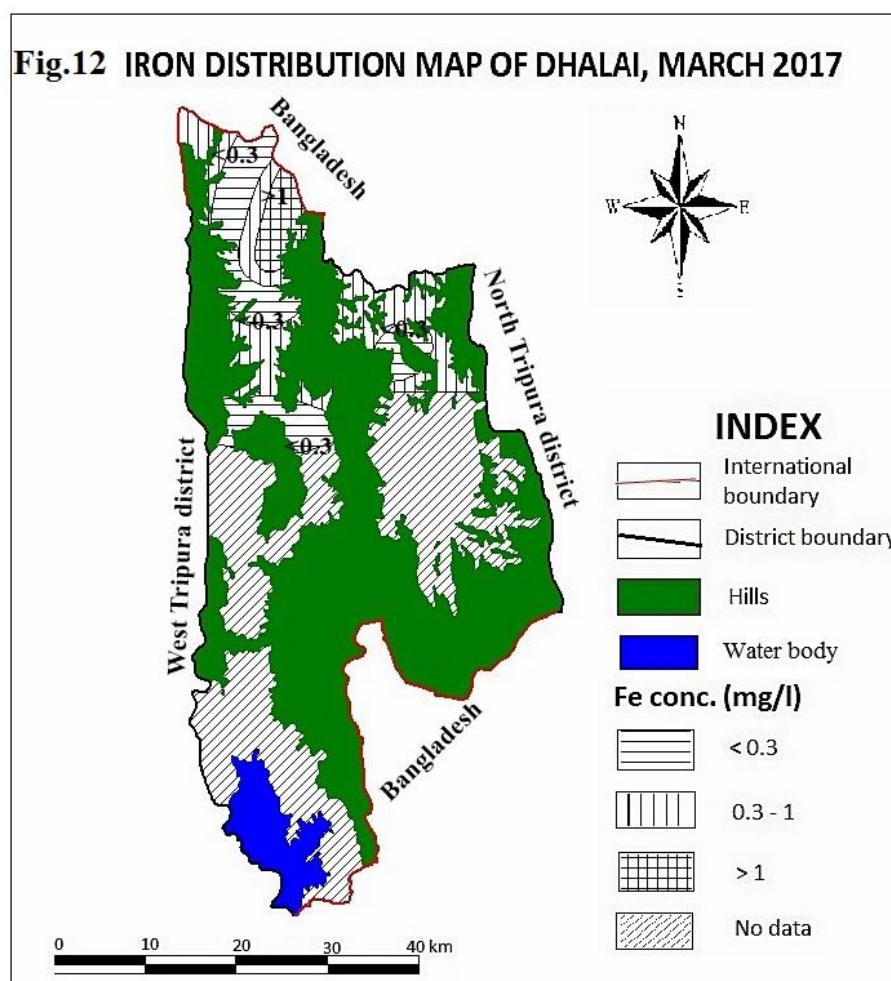 Fig.12 IRON DISTRIBUTION MAP OF DHALAI, MARCH 2017
Bangladesh
<0.3
>1
N
W E
S
<0.3
<0.3
<0.3
North Tripura district
West Tripura district
Bangladesh
INDEX
International
boundary
District boundary
Hills
Water body
Fe conc. (mg/l)
< 0.3
0.3 - 1
> 1
No data
0 10 20 30 40 km